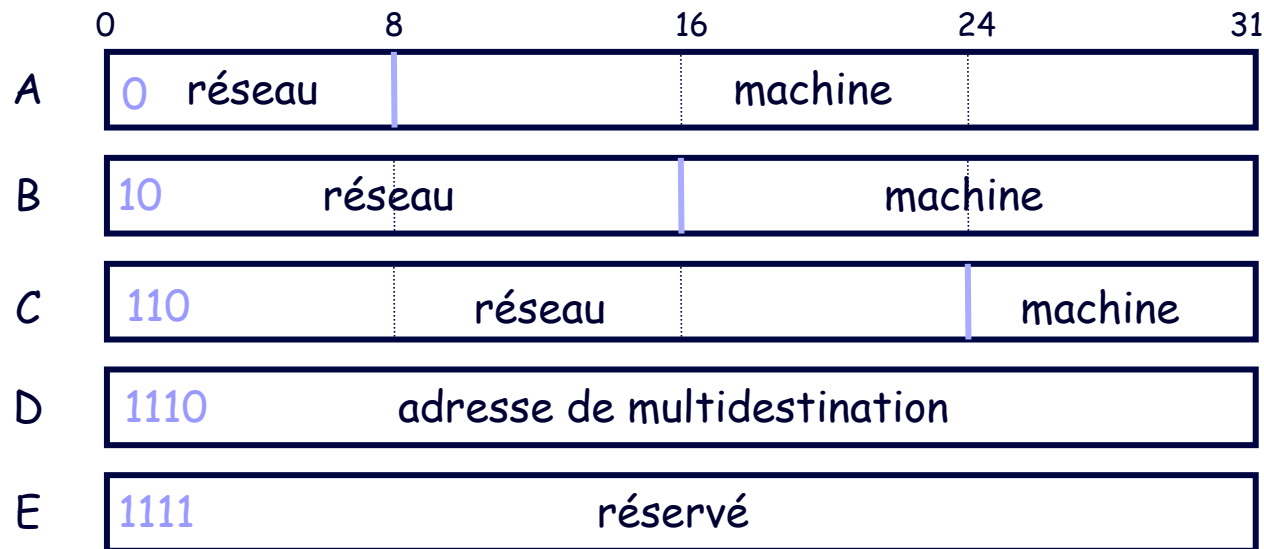 0 8 16 24 31
A 0 réseau machine
B 10 réseau machine
C 110 réseau machine
D 1110 adresse de multidestination
E 1111 réservé